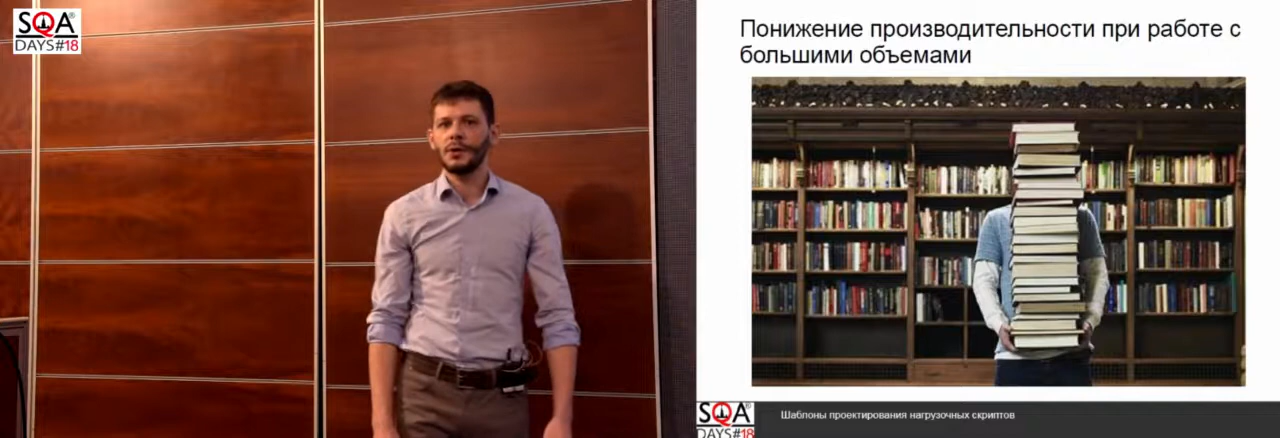 SQA®
DAYS#18
Понижение производительности при работе с
большими объемами
SQA®
DAYS#18
Шаблоны проектирования нагрузочных скриптов